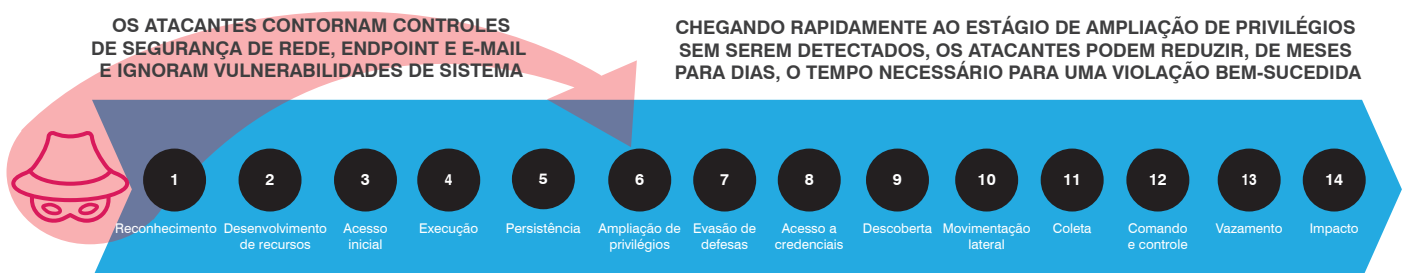 OS ATACANTES CONTORNAM CONTROLES
DE SEGURANÇA DE REDE, ENDPOINT E E-MAIL
E IGNORAM VULNERABILIDADES DE SISTEMA
CHEGANDO RAPIDAMENTE AO ESTÁGIO DE AMPLIAÇÃO DE PRIVILÉGIOS
SEM SEREM DETECTADOS, OS ATACANTES PODEM REDUZIR, DE MESES
PARA DIAS, O TEMPO NECESSÁRIO PARA UMA VIOLAÇÃO BEM-SUCEDIDA
1
Reconhecimento
2
Desenvolvimento
de recursos
3
Acesso
inicial
4
Execução
5
Persistência
6
Ampliação de
privilégios
7
Evasão de
defesas
8
Acesso a
credenciais
9
Descoberta
10
Movimentação
lateral
11
Coleta
12
Comando
e controle
13
Vazamento
14
Impacto